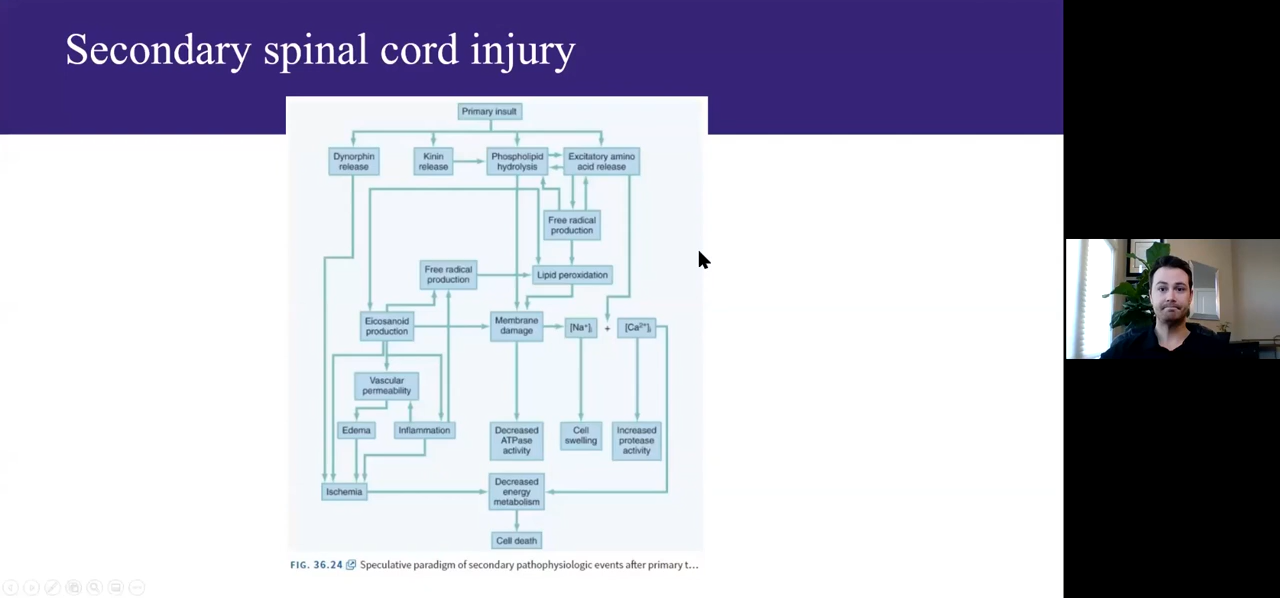 Secondary spinal cord injury
Primary insult
Dynorphin
release
Kinin
release
Phospholipid
hydrolysis
Excitatory amino
acid release
Free radical
production
Free radical
production
Lipid peroxidation
Eicosanoid
production
Membrane
damage
[Na⁺]ᵢ
+
[Ca²⁺]ᵢ
Vascular
permeability
Edema
Inflammation
Decreased
ATPase
activity
Cell
swelling
Increased
protease
activity
Ischemia
Decreased
energy
metabolism
Cell death
FIG. 36.24 Speculative paradigm of secondary pathophysiologic events after primary t...